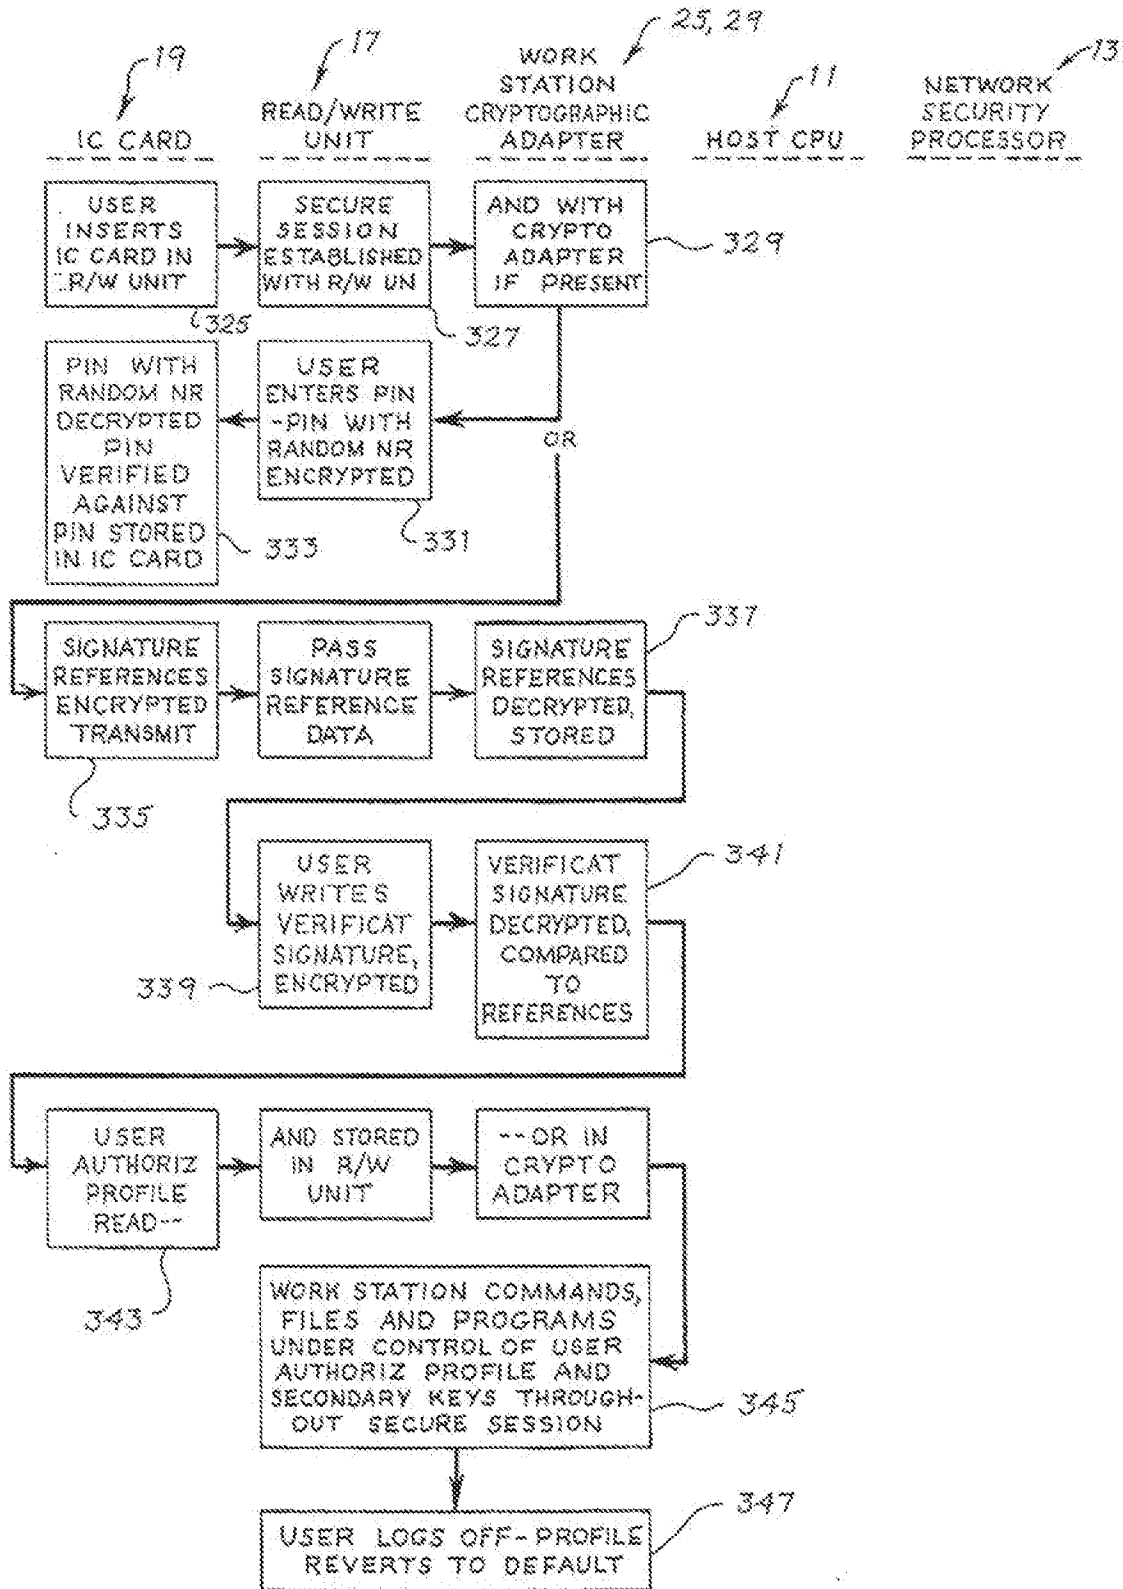 19
IC CARD
17
READ/WRITE
UNIT
25, 29
WORK
STATION
CRYPTOGRAPHIC
ADAPTER
11
HOST CPU
13
NETWORK
SECURITY
PROCESSOR
USER
INSERTS
IC CARD IN
R/W UNIT
325
SECURE
SESSION
ESTABLISHED
WITH R/W UN
327
AND WITH
CRYPTO
ADAPTER
IF PRESENT
329
PIN WITH
RANDOM NR
DECRYPTED
PIN
VERIFIED
AGAINST
PIN STORED
IN IC CARD
333
USER
ENTERS PIN
-PIN WITH
RANDOM NR
ENCRYPTED
331
OR
SIGNATURE
REFERENCES
ENCRYPTED
TRANSMIT
335
PASS
SIGNATURE
REFERENCE
DATA
SIGNATURE
REFERENCES
DECRYPTED,
STORED
337
USER
WRITES
VERIFICAT
SIGNATURE,
ENCRYPTED
339
VERIFICAT
SIGNATURE
DECRYPTED,
COMPARED
TO
REFERENCES
341
USER
AUTHORIZ
PROFILE
READ--
343
AND STORED
IN R/W
UNIT
--OR IN
CRYPTO
ADAPTER
WORK STATION COMMANDS,
FILES AND PROGRAMS
UNDER CONTROL OF USER
AUTHORIZ PROFILE AND
SECONDARY KEYS THROUGH-
OUT SECURE SESSION
345
USER LOGS OFF-PROFILE
REVERTS TO DEFAULT
347